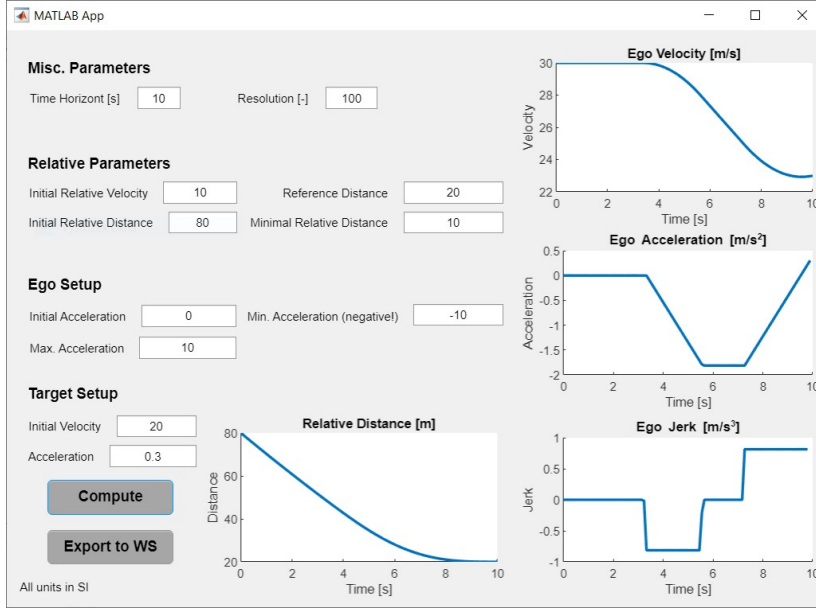 MATLAB App
Misc. Parameters
Time Horizont [s] 10 Resolution [-] 100
Relative Parameters
Initial Relative Velocity 10 Reference Distance 20
Initial Relative Distance 80 Minimal Relative Distance 10
Ego Setup
Initial Acceleration 0 Min. Acceleration (negative!) -10
Max. Acceleration 10
Target Setup
Initial Velocity 20
Acceleration 0.3
Compute
Export to WS
All units in SI
Relative Distance [m]
Distance
80
60
40
20
0 2 4 6 8 10
Time [s]
Ego Velocity [m/s]
Velocity
30
28
26
24
22
0 2 4 6 8 10
Time [s]
Ego Acceleration [m/s²]
Acceleration
0.5
0
-0.5
-1
-1.5
-2
0 2 4 6 8 10
Time [s]
Ego Jerk [m/s³]
Jerk
1
0.5
0
-0.5
-1
0 2 4 6 8 10
Time [s]